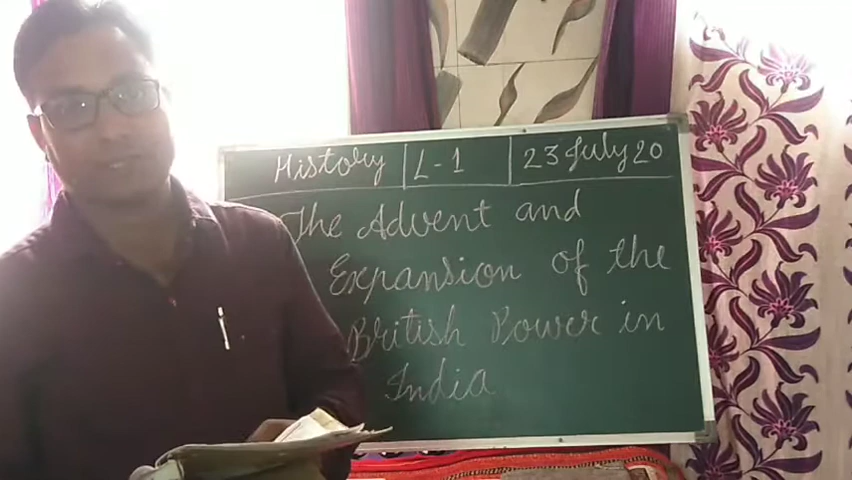 History | L-1 | 23 July 20
The Advent and
Expansion of the
British Power in
India